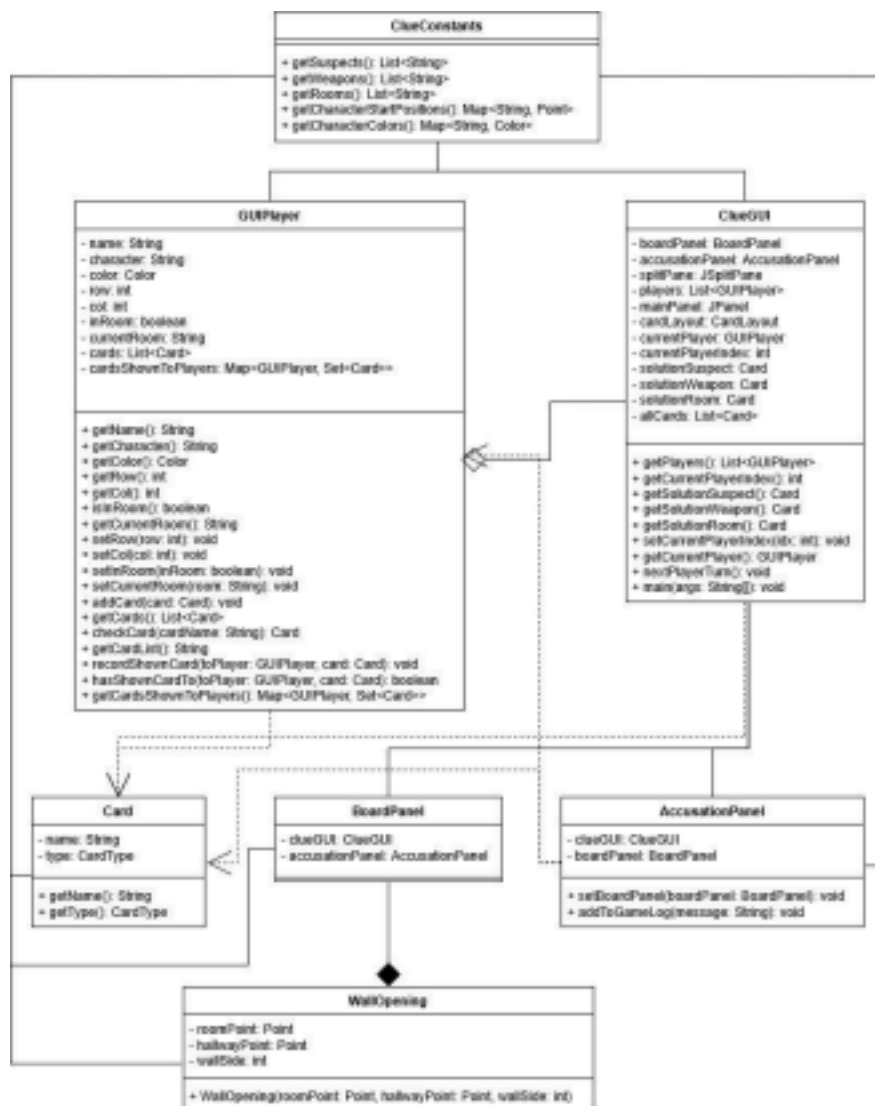 ClueConstants
+ getSuspects(): List<String>
+ getWeapons(): List<String>
+ getRooms(): List<String>
+ getCharacterStartPositions(): Map<String, Point>
+ getCharacterColors(): Map<String, Color>
GUIPlayer
- name: String
- character: String
- color: Color
- row: int
- col: int
- inRoom: boolean
- currentRoom: String
- cards: List<Card>
- cardsShownToPlayers: Map<GUIPlayer, Set<Card>>
+ getName(): String
+ getCharacter(): String
+ getColor(): Color
+ getRow(): int
+ getCol(): int
+ isInRoom(): boolean
+ getCurrentRoom(): String
+ setRow(row: int): void
+ setCol(col: int): void
+ setInRoom(inRoom: boolean): void
+ setCurrentRoom(room: String): void
+ addCard(card: Card): void
+ getCards(): List<Card>
+ checkCard(cardName: String): Card
+ getCardList(): String
+ recordShownCard(toPlayer: GUIPlayer, card: Card): void
+ hasShownCardTo(toPlayer: GUIPlayer, card: Card): boolean
+ getCardsShownToPlayers(): Map<GUIPlayer, Set<Card>>
ClueGUI
- boardPanel: BoardPanel
- accusationPanel: AccusationPanel
- splitPane: JSplitPane
- players: List<GUIPlayer>
- mainPanel: JPanel
- cardLayout: CardLayout
- currentPlayer: GUIPlayer
- currentPlayerIndex: int
- solutionSuspect: Card
- solutionWeapon: Card
- solutionRoom: Card
- allCards: List<Card>
+ getPlayers(): List<GUIPlayer>
+ getCurrentPlayerIndex(): int
+ getSolutionSuspect(): Card
+ getSolutionWeapon(): Card
+ getSolutionRoom(): Card
+ setCurrentPlayerIndex(idx: int): void
+ getCurrentPlayer(): GUIPlayer
+ nextPlayerTurn(): void
+ main(args: String[]): void
Card
- name: String
- type: CardType
+ getName(): String
+ getType(): CardType
BoardPanel
- clueGUI: ClueGUI
- accusationPanel: AccusationPanel
AccusationPanel
- clueGUI: ClueGUI
- boardPanel: BoardPanel
+ setBoardPanel(boardPanel: BoardPanel): void
+ addToGameLog(message: String): void
WallOpening
- roomPoint: Point
- hallwayPoint: Point
- wallSide: int
+ WallOpening(roomPoint: Point, hallwayPoint: Point, wallSide: int)